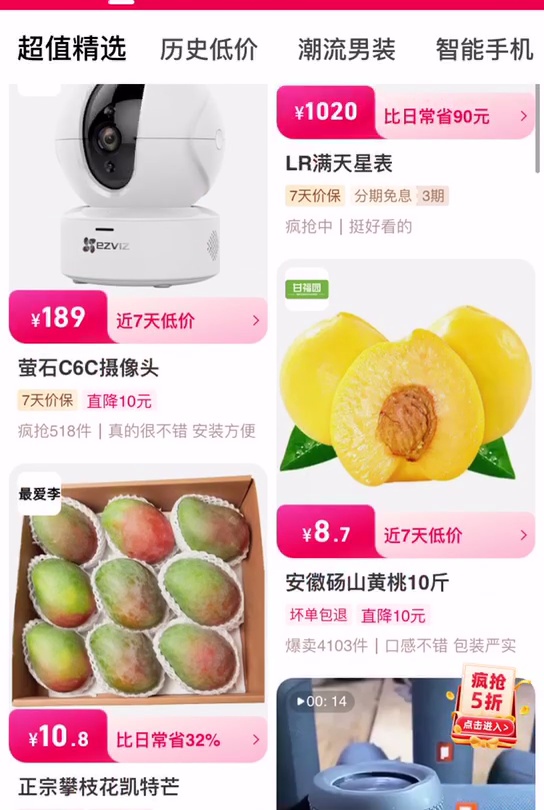 超值精选
历史低价
潮流男装
智能手机
ezviz
¥189
近7天低价
萤石C6C摄像头
7天价保 直降10元
疯抢518件 | 真的很不错 安装方便
最爱李
¥10.8
比日常省32%
正宗攀枝花凯特芒
¥1020
比日常省90元
LR满天星表
7天价保 分期免息 3期
疯抢中 | 挺好看的
甘福园
¥8.7
近7天低价
安徽砀山黄桃10斤
坏单包退 直降10元
爆卖4103件 | 口感不错 包装严实
00: 14
疯抢
5折
点击进入>